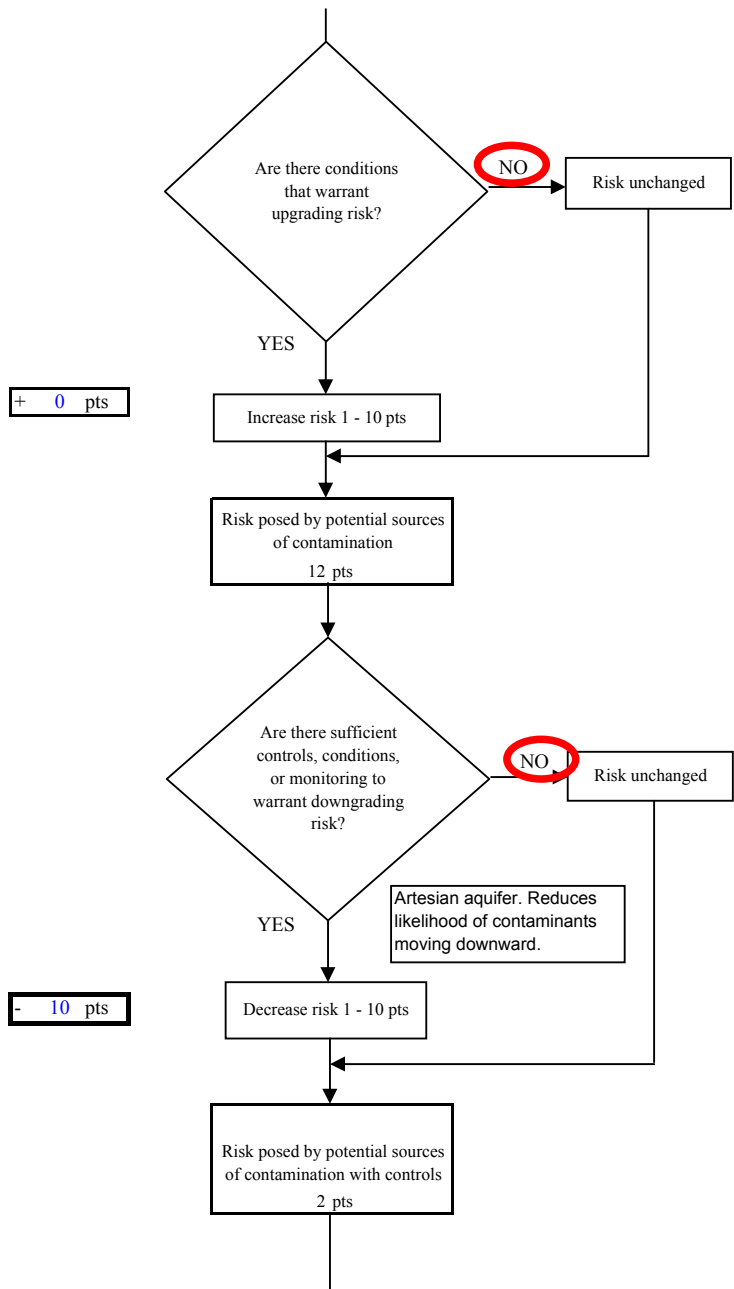 Are there conditions
that warrant
upgrading risk?
NO
Risk unchanged
YES
+ 0 pts
Increase risk 1 - 10 pts
Risk posed by potential sources
of contamination
12 pts
Are there sufficient
controls, conditions,
or monitoring to
warrant downgrading
risk?
NO
Risk unchanged
Artesian aquifer. Reduces
likelihood of contaminants
moving downward.
YES
- 10 pts
Decrease risk 1 - 10 pts
Risk posed by potential sources
of contamination with controls
2 pts